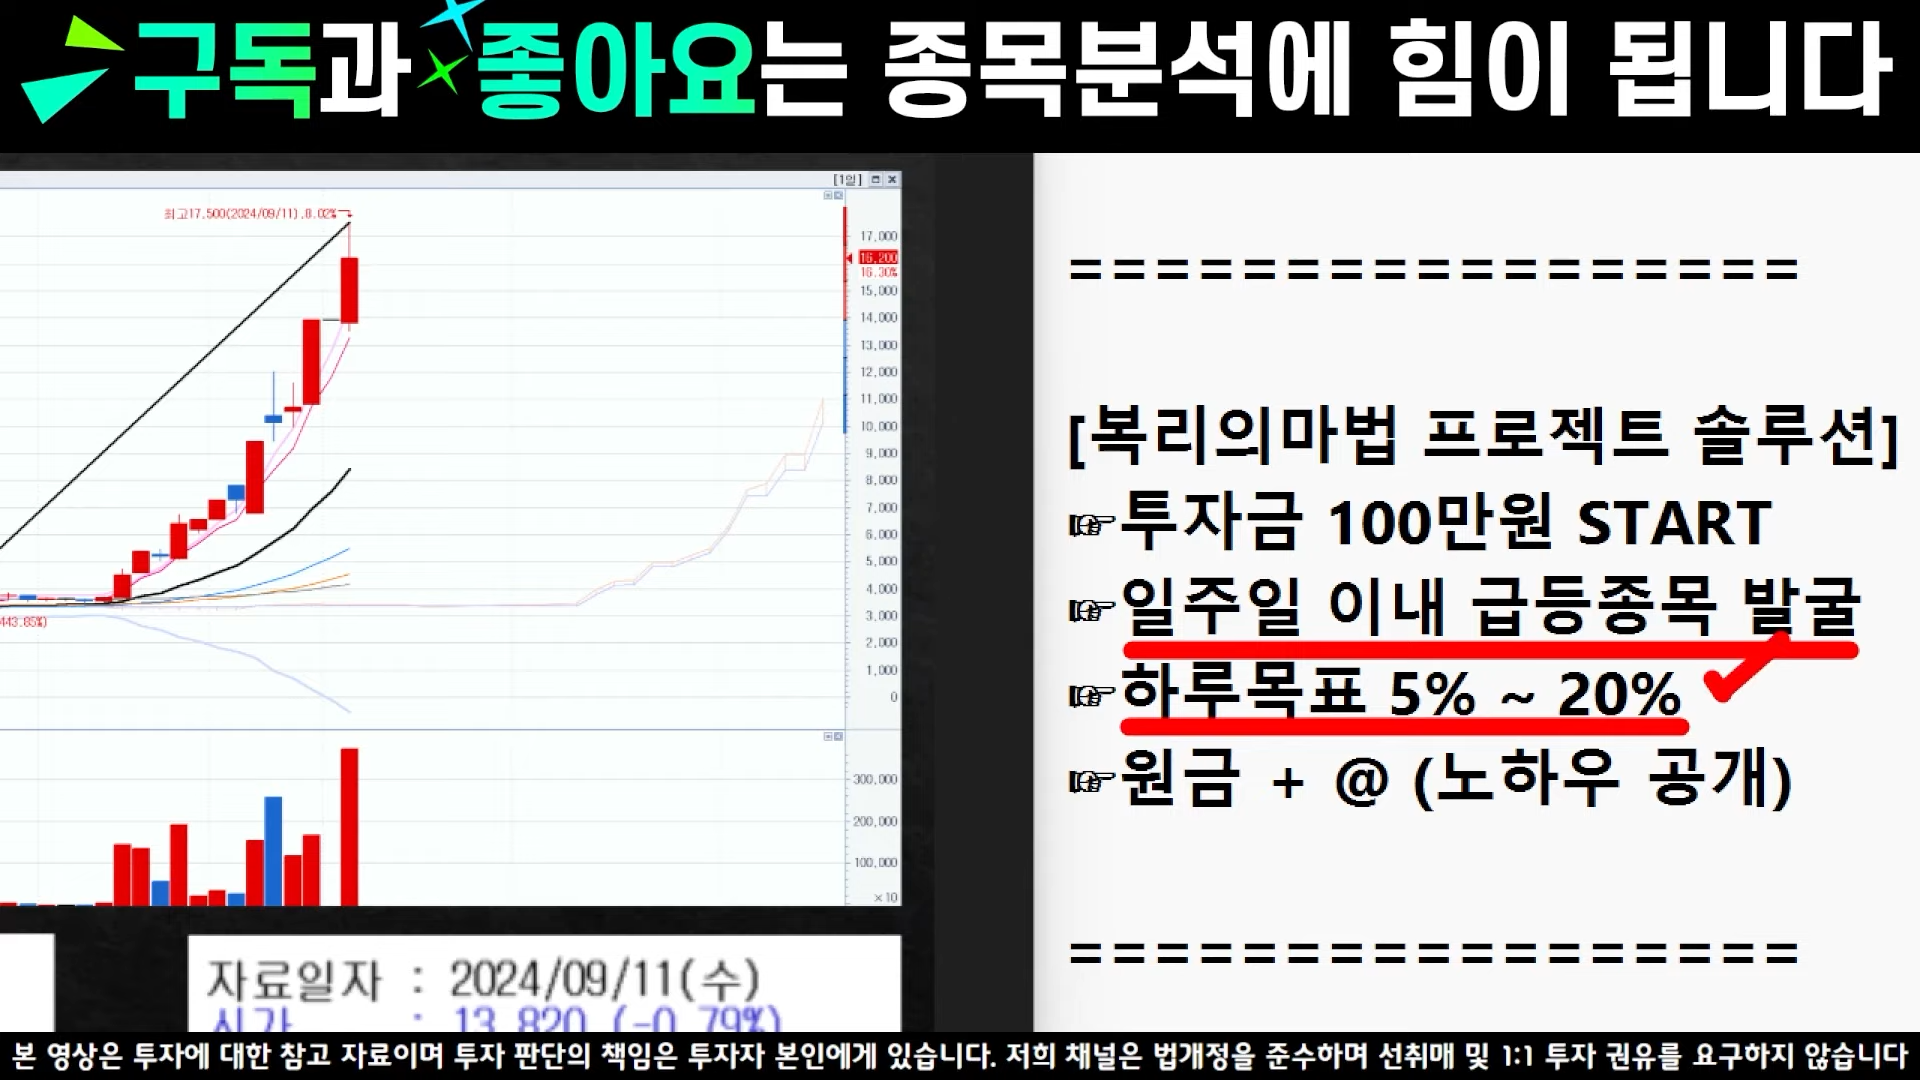 구독과 좋아요는 종목분석에 힘이 됩니다
[1일]
최고17,500(2024/09/11),8.02%
17,000
16,200
16.30%
15,000
14,000
13,000
12,000
11,000
10,000
9,000
8,000
7,000
6,000
5,000
4,000
3,000
2,000
1,000
0
443.85%)
300,000
200,000
100,000
×10
자료일자 : 2024/09/11(수)
시가 : 13,820 (-0.79%)
==================
[복리의마법 프로젝트 솔루션]
☞투자금 100만원 START
☞일주일 이내 급등종목 발굴
☞하루목표 5% ~ 20%
☞원금 + @ (노하우 공개)
==================
본 영상은 투자에 대한 참고 자료이며 투자 판단의 책임은 투자자 본인에게 있습니다. 저희 채널은 법개정을 준수하며 선취매 및 1:1 투자 권유를 요구하지 않습니다